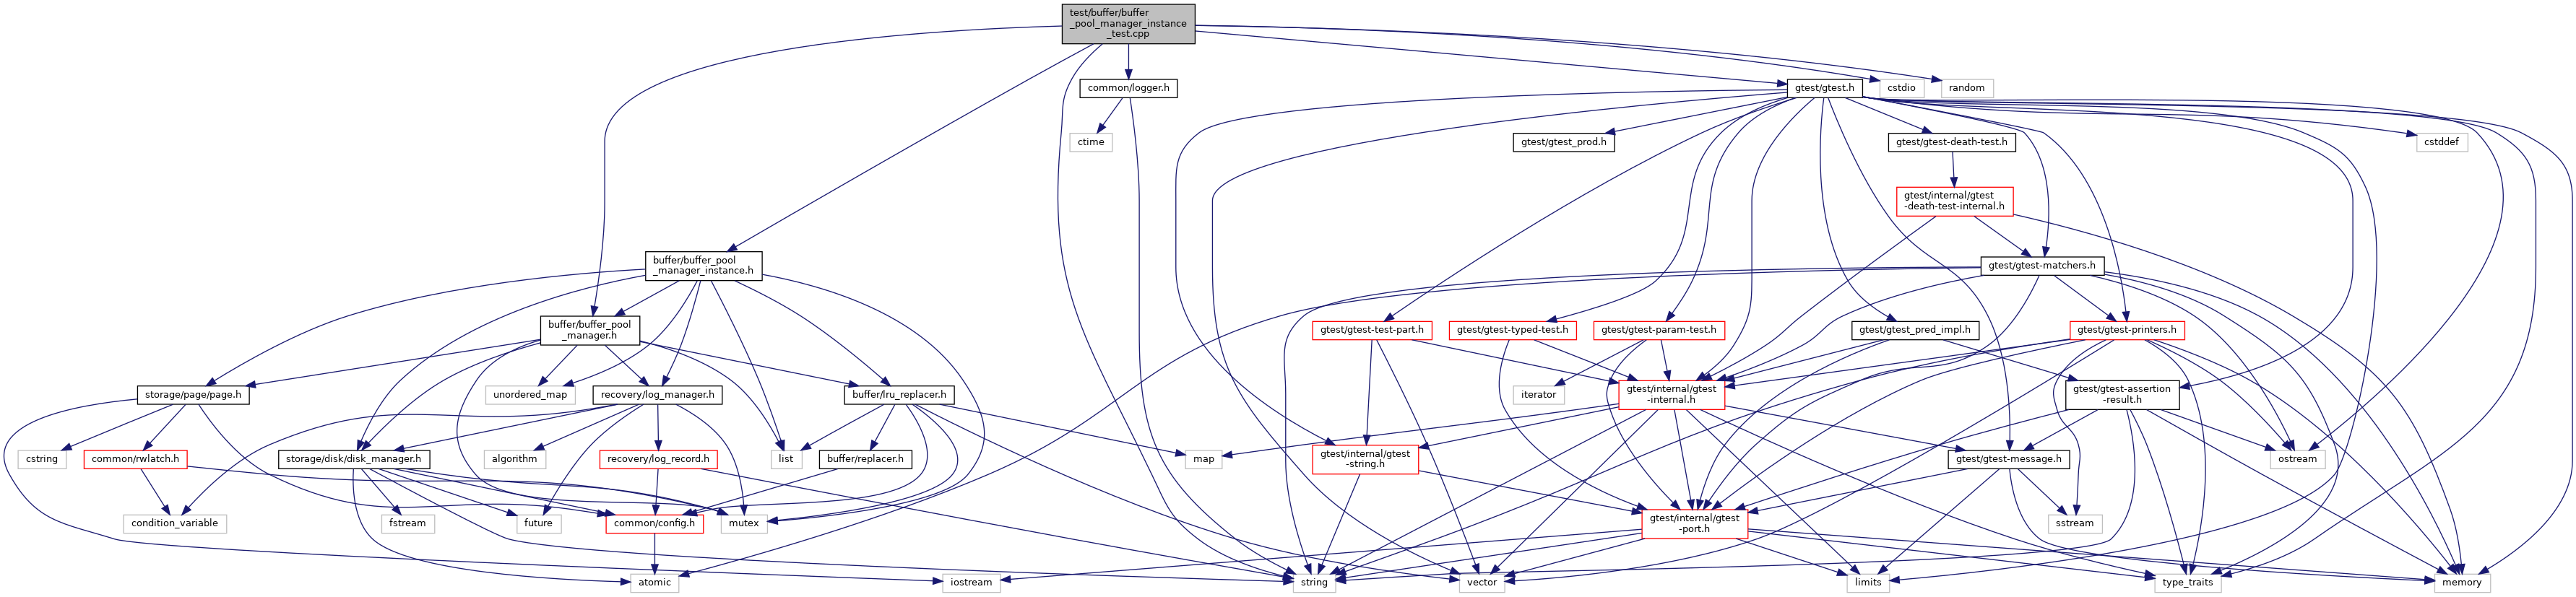 test/buffer/buffer
_pool_manager_instance
_test.cpp
common/logger.h
gtest/gtest.h
cstdio
random
ctime
gtest/gtest_prod.h
gtest/gtest-death-test.h
cstddef
gtest/internal/gtest
-death-test-internal.h
buffer/buffer_pool
_manager_instance.h
gtest/gtest-matchers.h
buffer/buffer_pool
_manager.h
gtest/gtest-test-part.h
gtest/gtest-typed-test.h
gtest/gtest-param-test.h
gtest/gtest_pred_impl.h
gtest/gtest-printers.h
storage/page/page.h
unordered_map
recovery/log_manager.h
buffer/lru_replacer.h
iterator
gtest/internal/gtest
-internal.h
gtest/gtest-assertion
-result.h
cstring
common/rwlatch.h
storage/disk/disk_manager.h
algorithm
recovery/log_record.h
list
buffer/replacer.h
map
gtest/internal/gtest
-string.h
gtest/gtest-message.h
ostream
condition_variable
fstream
future
common/config.h
mutex
gtest/internal/gtest
-port.h
sstream
atomic
iostream
string
vector
limits
type_traits
memory